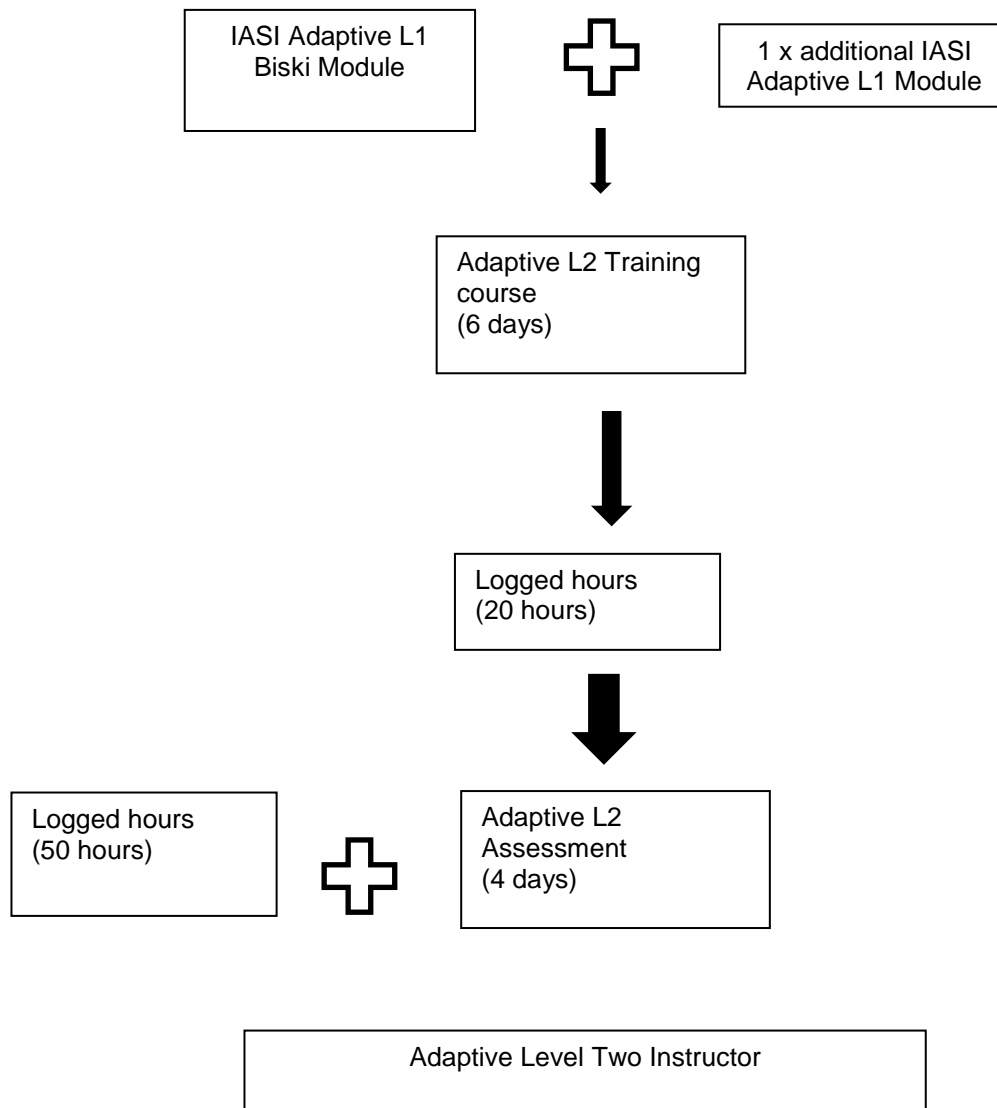 IASI Adaptive L1
Biski Module
1 x additional IASI
Adaptive L1 Module
Adaptive L2 Training
course
(6 days)
Logged hours
(20 hours)
Logged hours
(50 hours)
Adaptive L2
Assessment
(4 days)
Adaptive Level Two Instructor